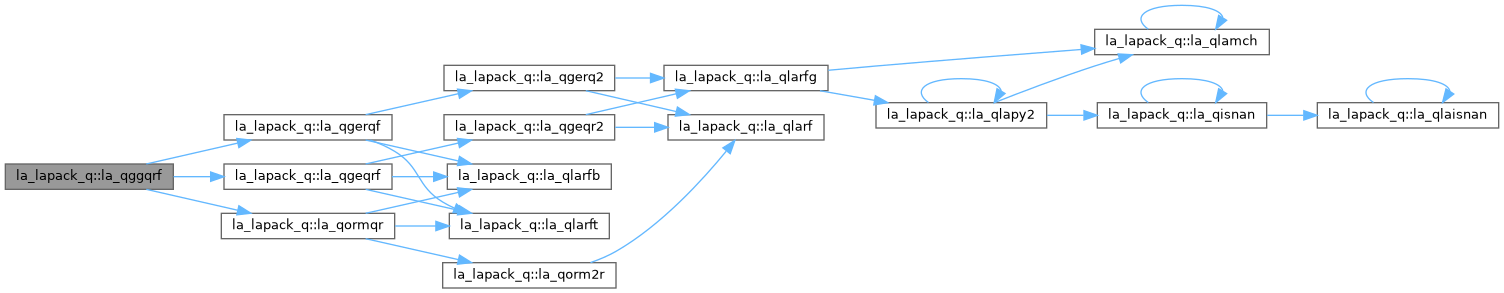 la_lapack_q::la_qggqrf
la_lapack_q::la_qgerqf
la_lapack_q::la_qgeqrf
la_lapack_q::la_qormqr
la_lapack_q::la_qgerq2
la_lapack_q::la_qgeqr2
la_lapack_q::la_qlarfb
la_lapack_q::la_qlarft
la_lapack_q::la_qorm2r
la_lapack_q::la_qlarfg
la_lapack_q::la_qlarf
la_lapack_q::la_qlapy2
la_lapack_q::la_qlamch
la_lapack_q::la_qisnan
la_lapack_q::la_qlaisnan